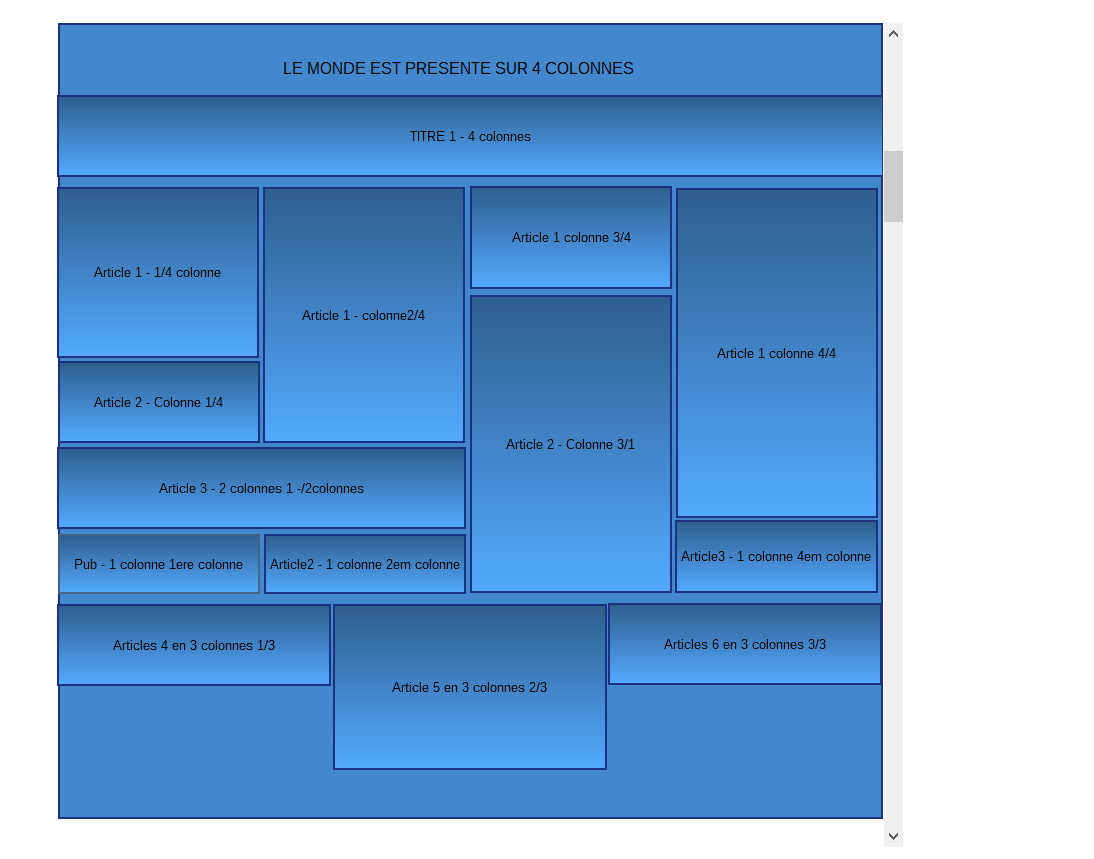 LE MONDE EST PRESENTE SUR 4 COLONNES
TITRE 1 - 4 colonnes
Article 1 - 1/4 colonne
Article 1 - colonne2/4
Article 1 colonne 3/4
Article 1 colonne 4/4
Article 2 - Colonne 1/4
Article 2 - Colonne 3/1
Article 3 - 2 colonnes 1 -/2colonnes
Pub - 1 colonne 1ere colonne
Article2 - 1 colonne 2em colonne
Article3 - 1 colonne 4em colonne
Articles 4 en 3 colonnes 1/3
Article 5 en 3 colonnes 2/3
Articles 6 en 3 colonnes 3/3